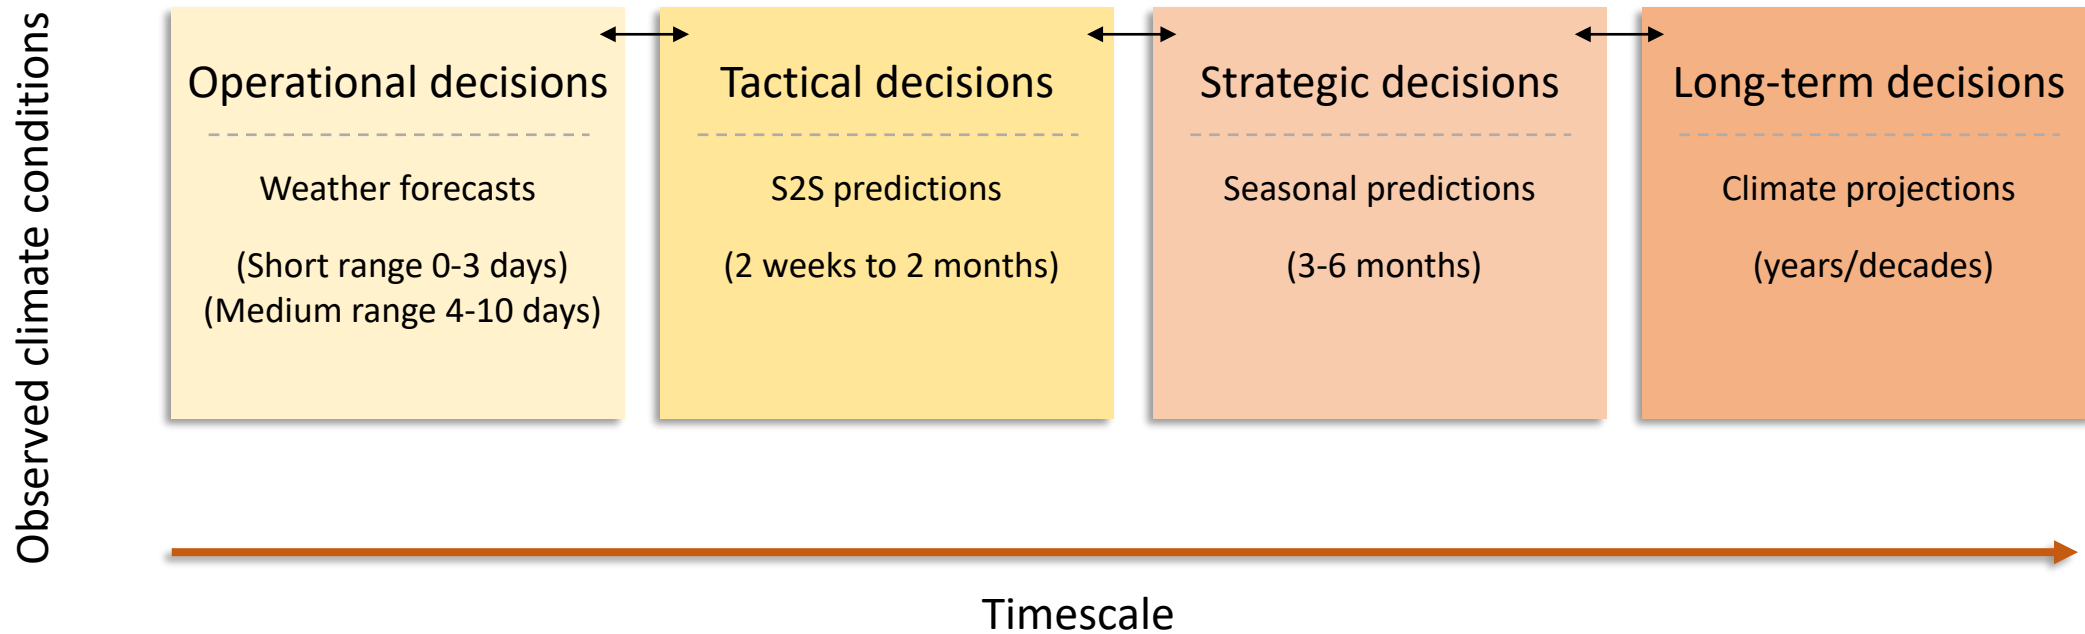 Observed climate conditions
Operational decisions
Weather forecasts
(Short range 0-3 days)
(Medium range 4-10 days)
Tactical decisions
S2S predictions
(2 weeks to 2 months)
Strategic decisions
Seasonal predictions
(3-6 months)
Long-term decisions
Climate projections
(years/decades)
Timescale